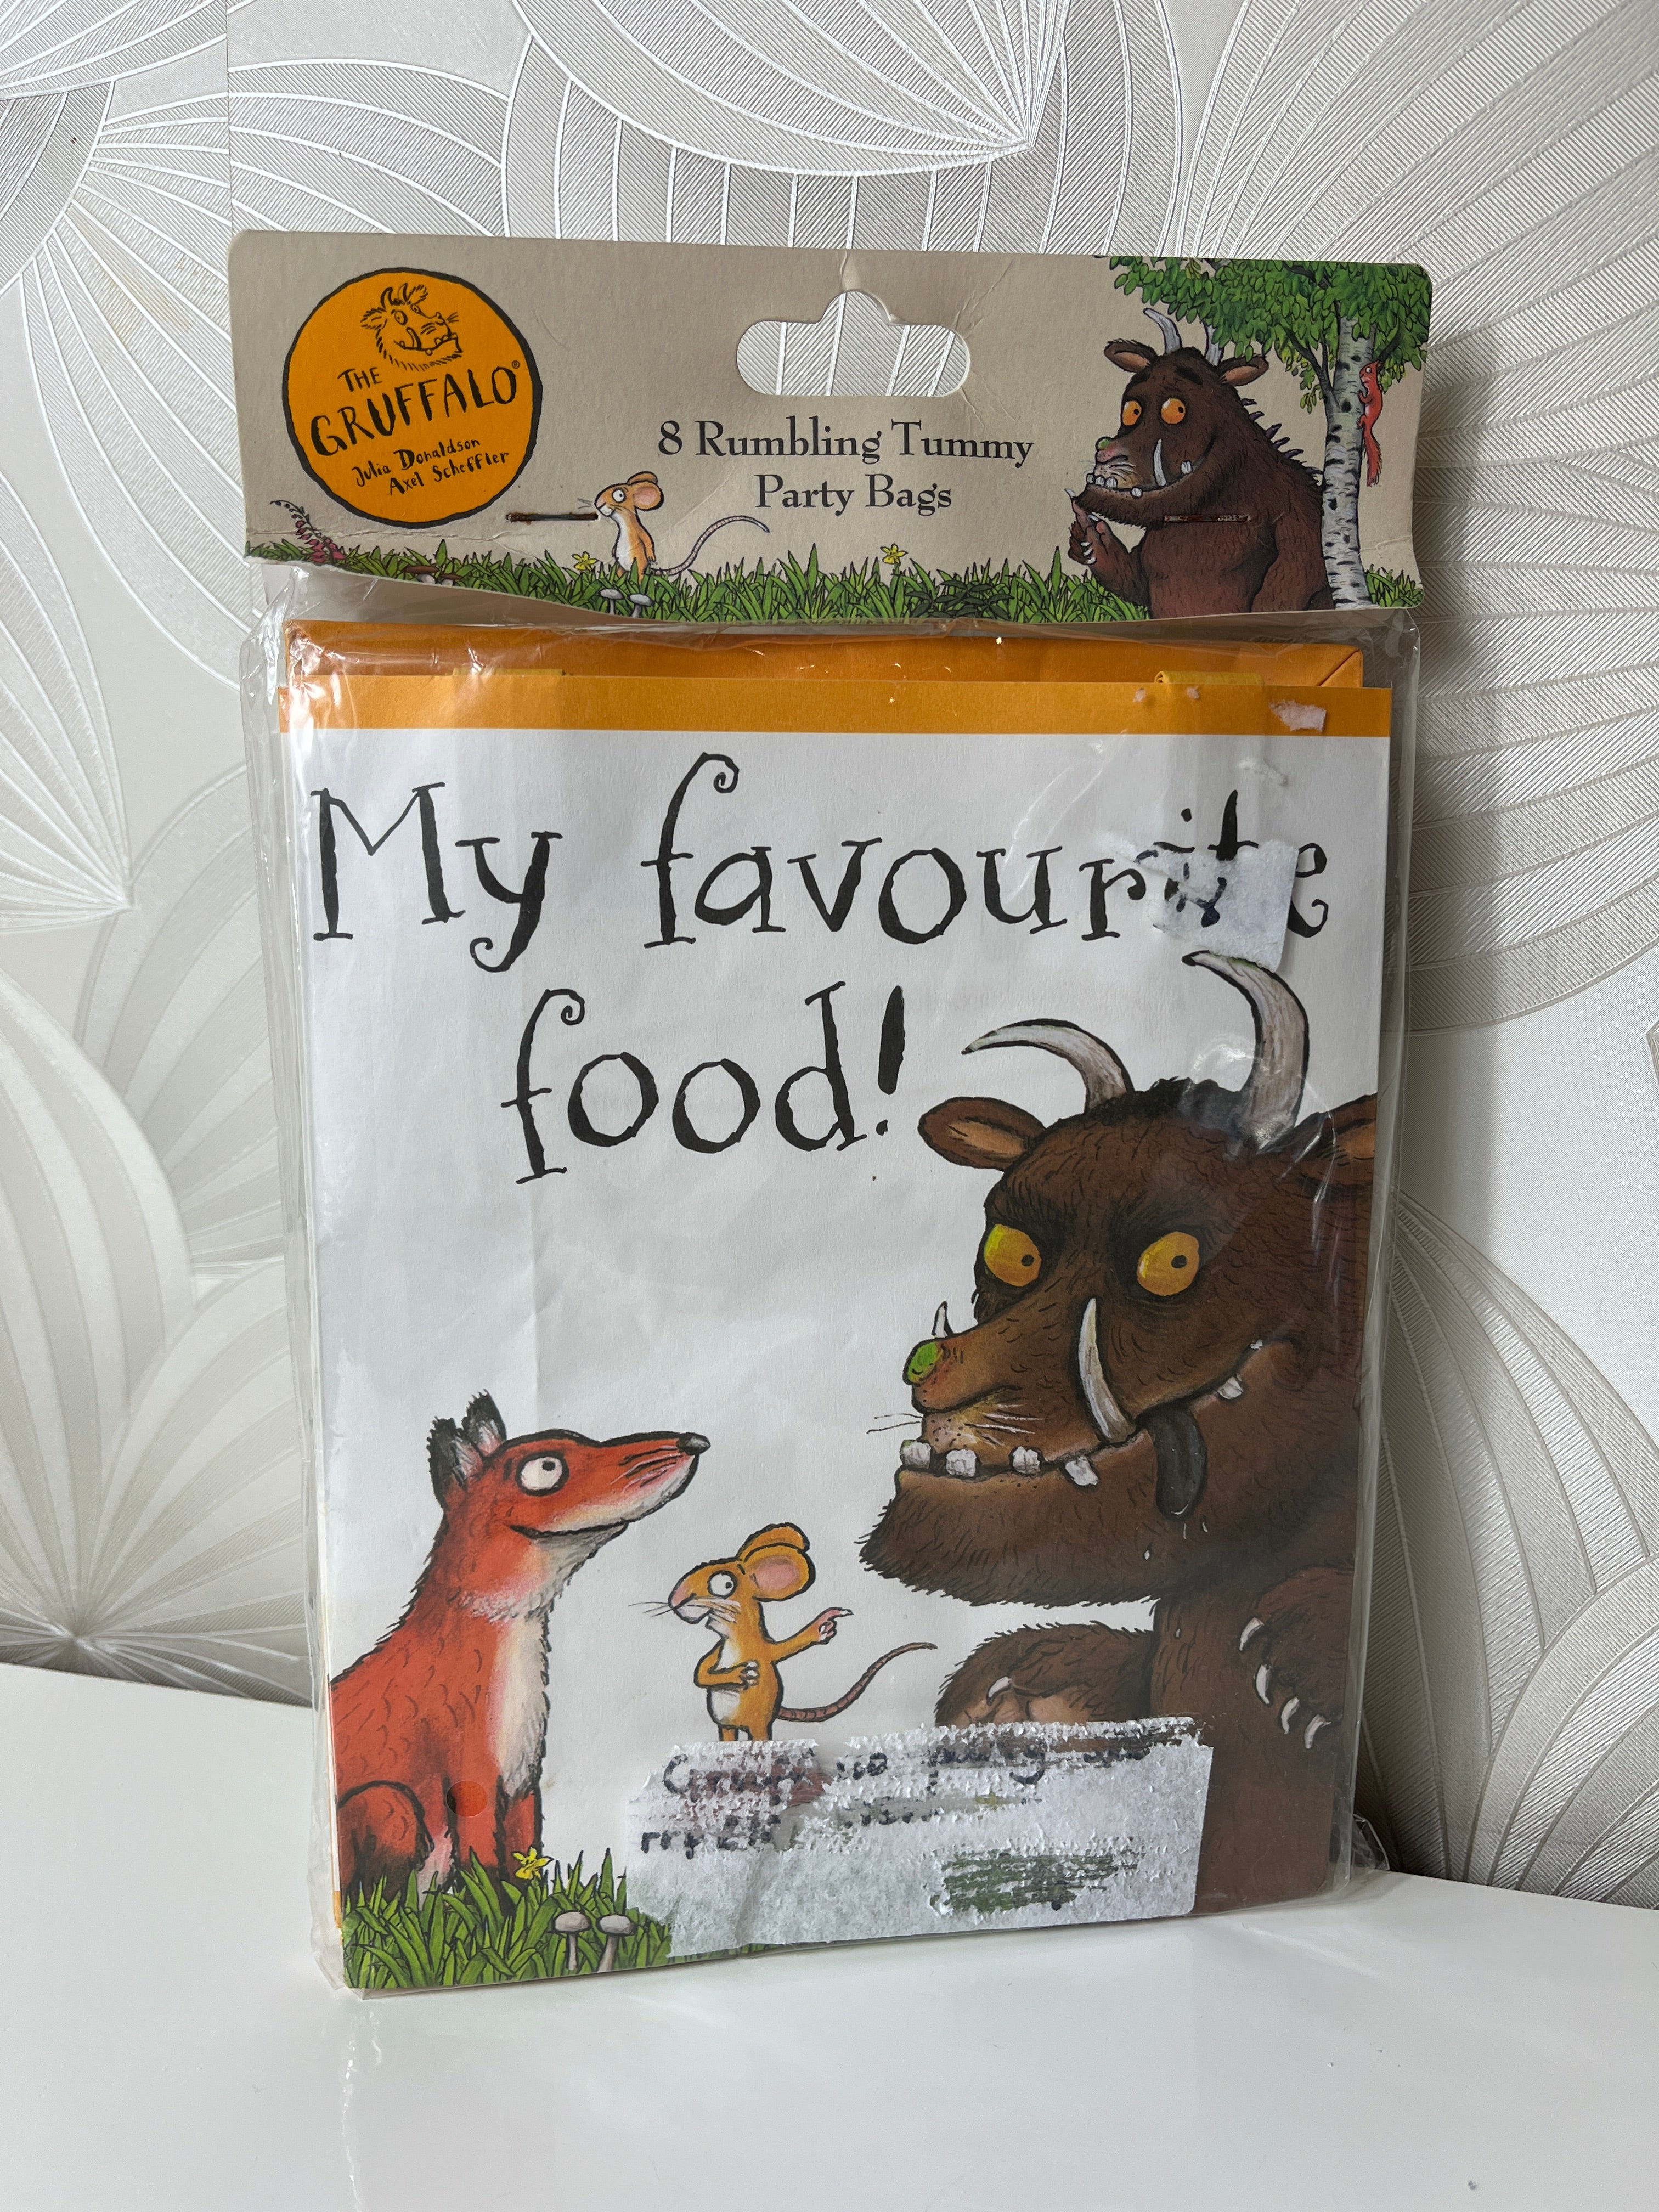 THE
GRUFFALO®
Julia Donaldson
Axel Scheffler
8 Rumbling Tummy
Party Bags
My favourite
food!